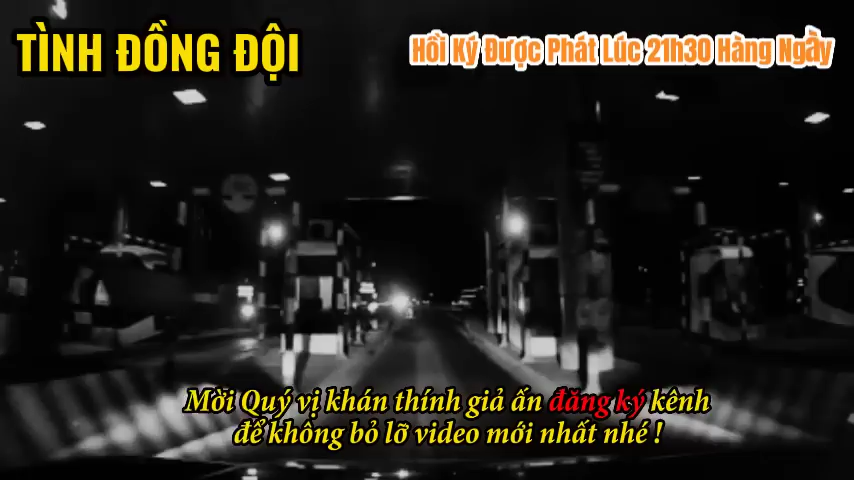 TÌNH ĐỒNG ĐỘI
Hồi Ký Được Phát Lúc 21h30 Hàng Ngày
Mời Quý vị khán thính giả ấn đăng ký kênh
để không bỏ lỡ video mới nhất nhé !